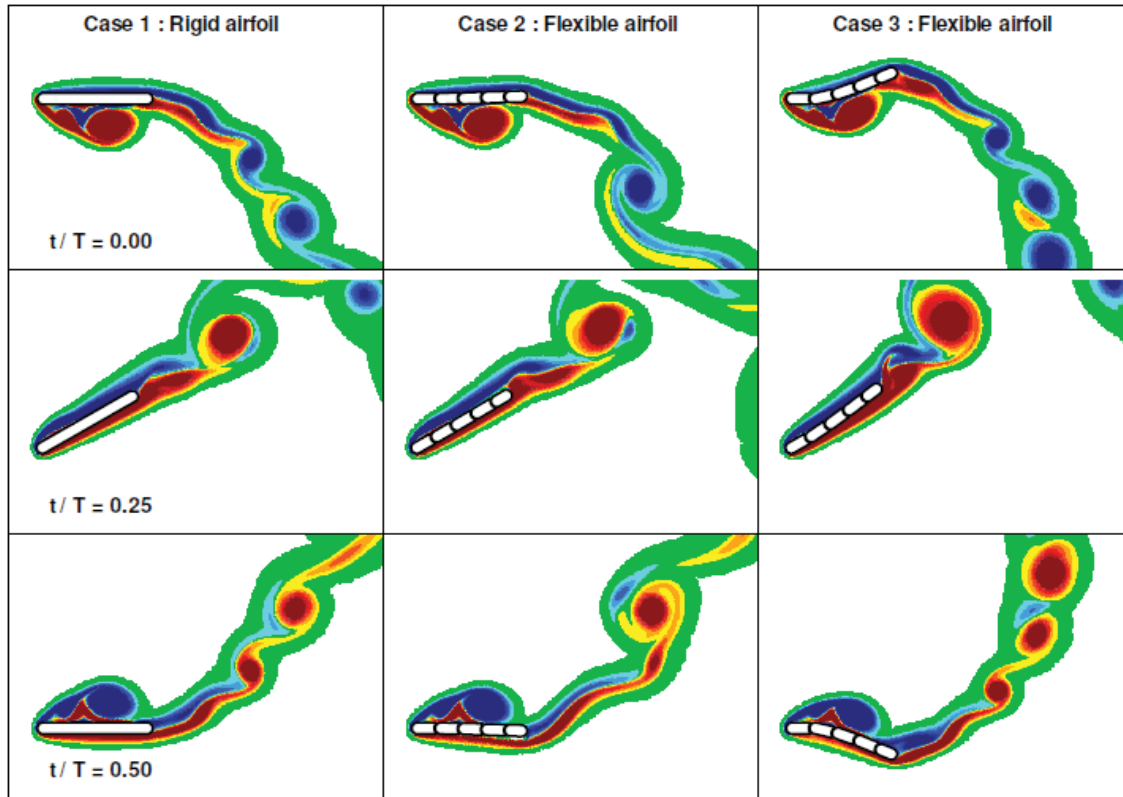 Case 1 : Rigid airfoil
Case 2 : Flexible airfoil
Case 3 : Flexible airfoil
t / T = 0.00
t / T = 0.25
t / T = 0.50